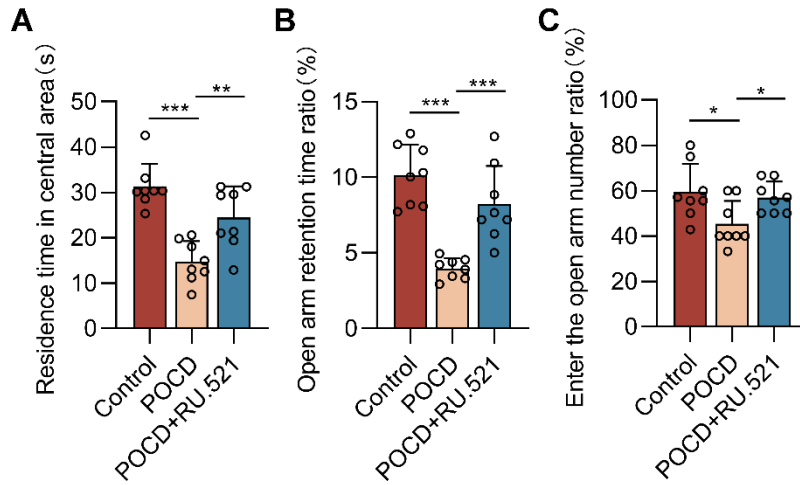 A
B
C
Residence time in central area(s)
50
40
30
20
10
0
***
**
Control
POCD
POCD+RU.521
Open arm retention time ratio(%)
15
10
5
0
***
***
Control
POCD
POCD+RU.521
Enter the open arm number ratio(%)
100
80
60
40
20
0
*
*
Control
POCD
POCD+RU.521